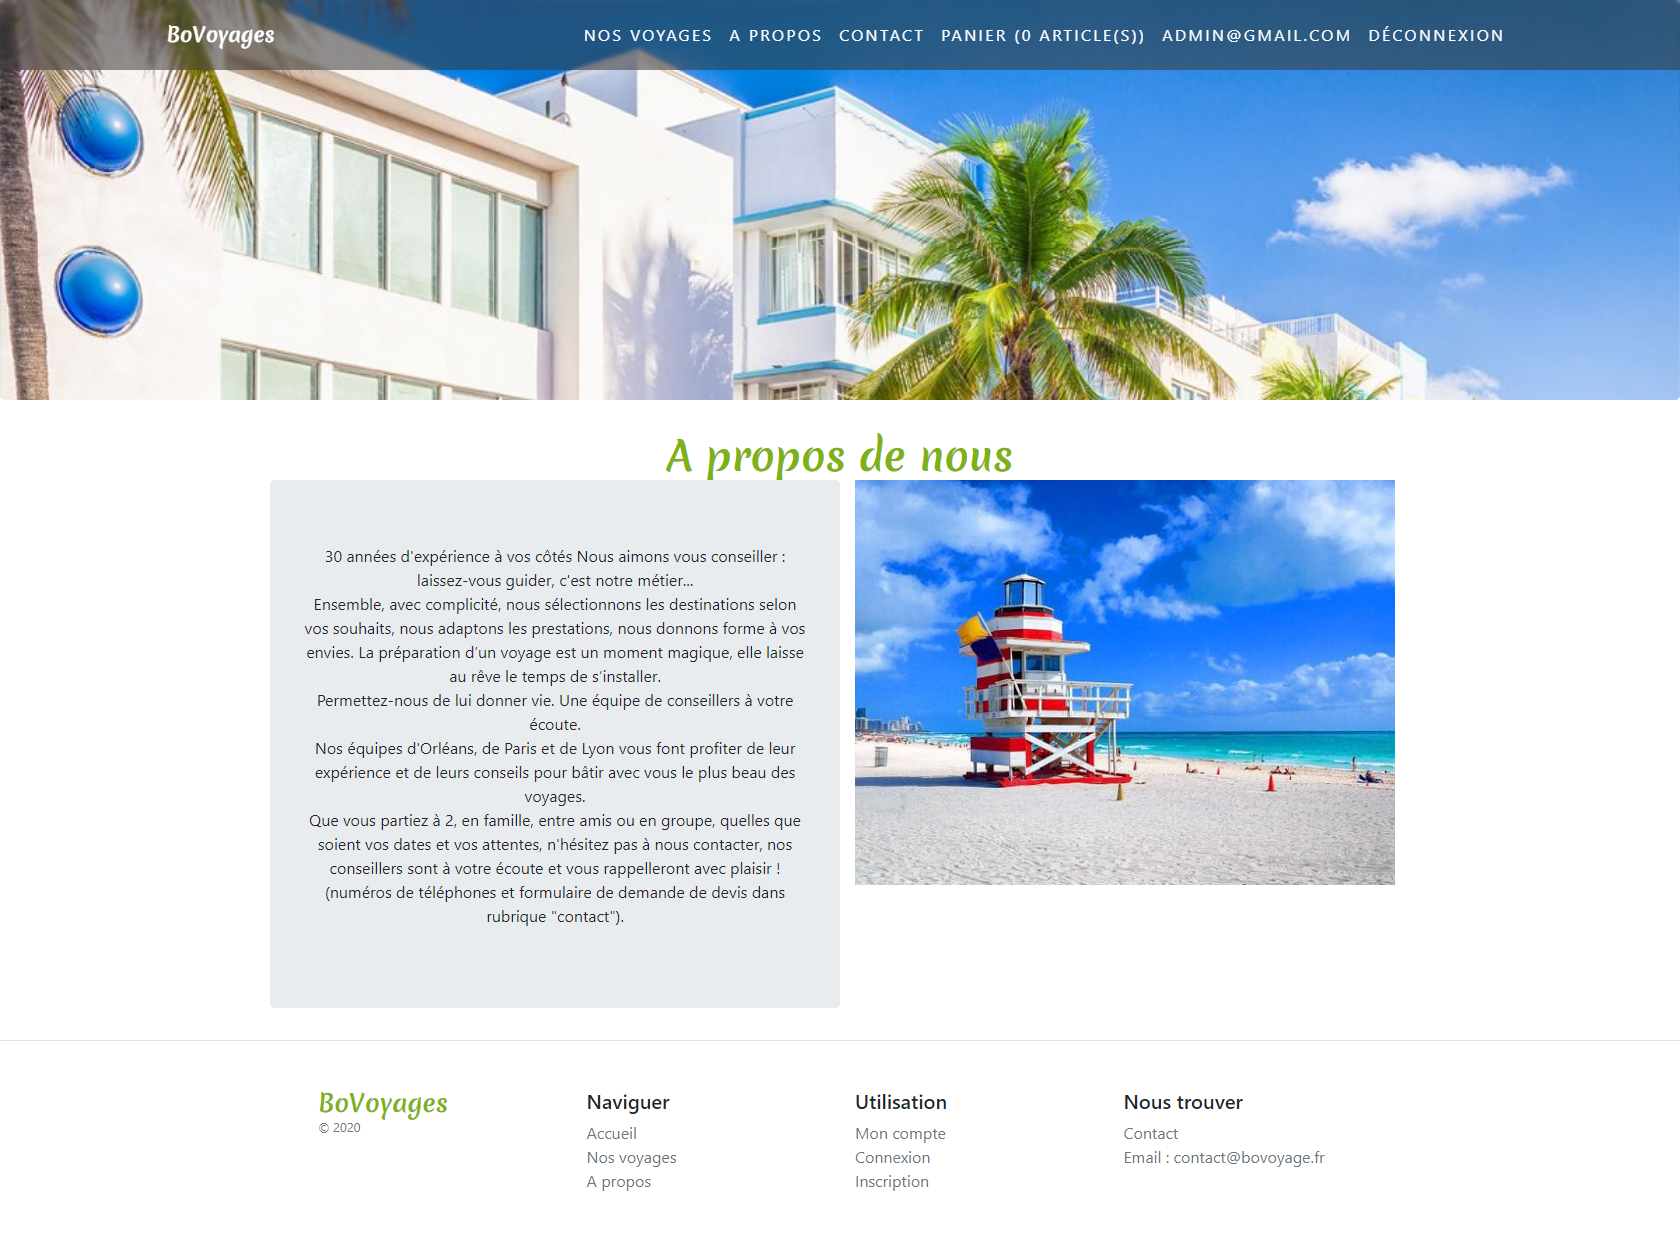 BoVoyages
NOS VOYAGES A PROPOS CONTACT PANIER (0 ARTICLE(S)) ADMIN@GMAIL.COM DÉCONNEXION
A propos de nous
30 années d'expérience à vos côtés Nous aimons vous conseiller :
laissez-vous guider, c'est notre métier...
Ensemble, avec complicité, nous sélectionnons les destinations selon
vos souhaits, nous adaptons les prestations, nous donnons forme à vos
envies. La préparation d’un voyage est un moment magique, elle laisse
au rêve le temps de s’installer.
Permettez-nous de lui donner vie. Une équipe de conseillers à votre
écoute.
Nos équipes d'Orléans, de Paris et de Lyon vous font profiter de leur
expérience et de leurs conseils pour bâtir avec vous le plus beau des
voyages.
Que vous partiez à 2, en famille, entre amis ou en groupe, quelles que
soient vos dates et vos attentes, n'hésitez pas à nous contacter, nos
conseillers sont à votre écoute et vous rappelleront avec plaisir !
(numéros de téléphones et formulaire de demande de devis dans
rubrique "contact").
BoVoyages
© 2020
Naviguer
Accueil
Nos voyages
A propos
Utilisation
Mon compte
Connexion
Inscription
Nous trouver
Contact
Email : contact@bovoyage.fr